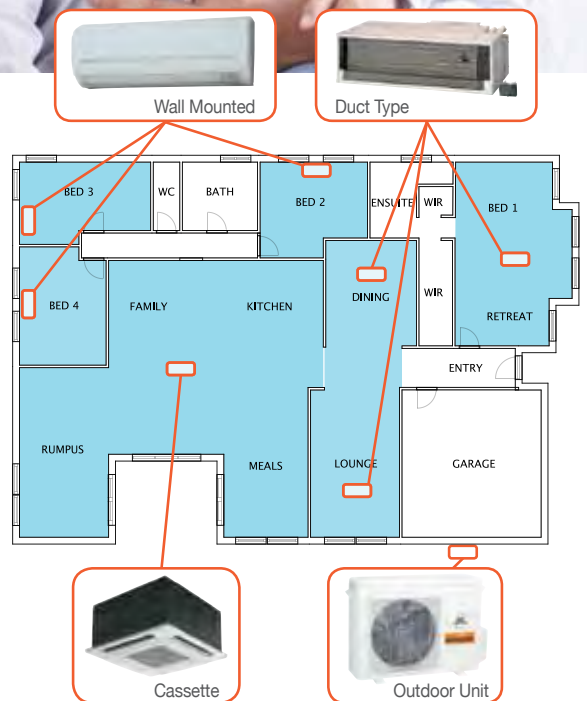 Wall Mounted
Duct Type
BED 3
WC
BATH
BED 2
ENSUITE
WIR
BED 1
BED 4
FAMILY
KITCHEN
DINING
WIR
RETREAT
ENTRY
RUMPUS
MEALS
LOUNGE
GARAGE
Cassette
Outdoor Unit